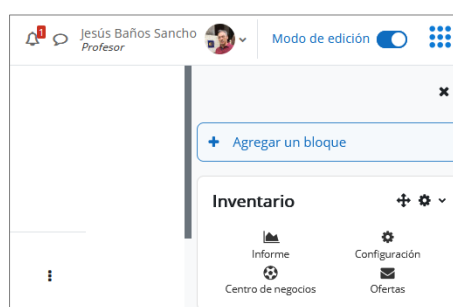 1
Jesús Baños Sancho
Profesor
Modo de edición
Agregar un bloque
Inventario
Informe
Configuración
Centro de negocios
Ofertas